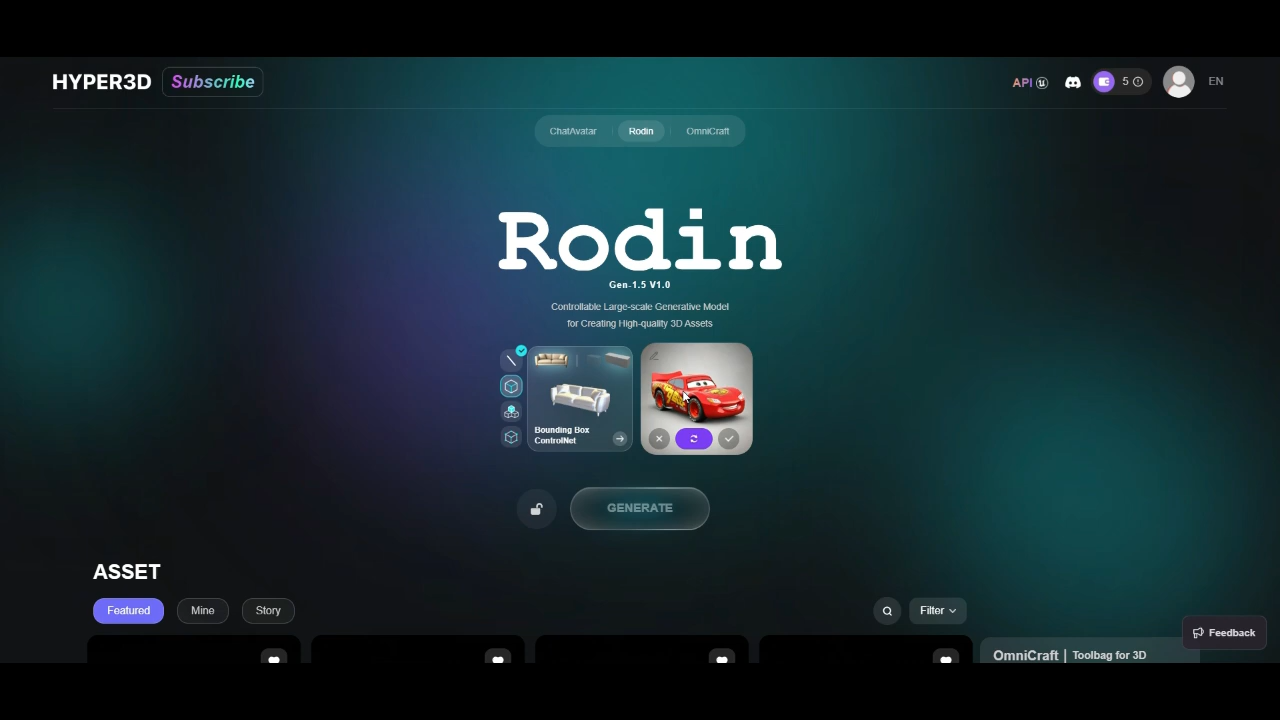 HYPER3D
Subscribe
API
5
EN
ChatAvatar
Rodin
OmniCraft
Rodin
Gen-1.5 V1.0
Controllable Large-scale Generative Model
for Creating High-quality 3D Assets
Bounding Box
ControlNet
GENERATE
ASSET
Featured
Mine
Story
Filter
Feedback
OmniCraft | Toolbag for 3D